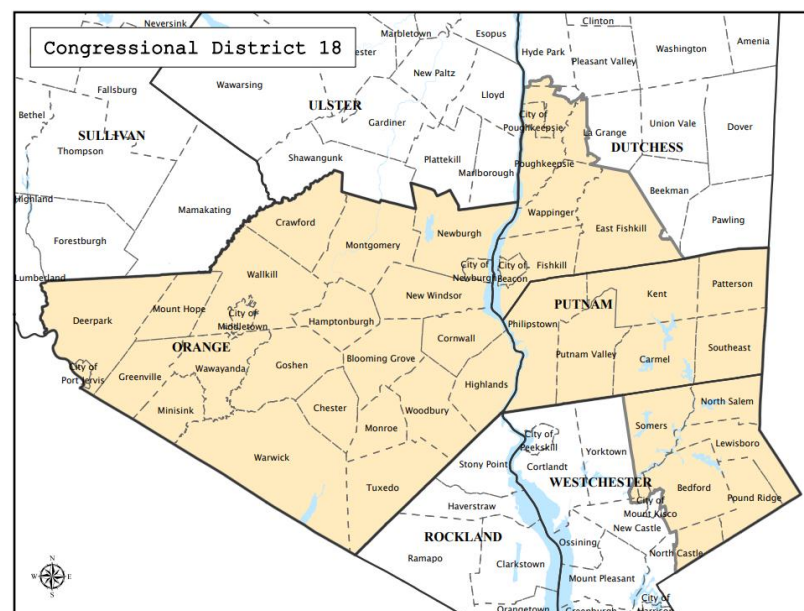 Congressional District 18
Neversink
Marbletown
Esopus
Hyde Park
Clinton
Amenia
Washington
Pleasant Valley
Fallsburg
Wawarsing
New Paltz
Lloyd
ULSTER
Bethel
SULLIVAN
Thompson
Gardiner
City of
Poughkeepsie
La Grange
Union Vale
Dover
DUTCHESS
Shawangunk
Plattekill
Marlborough
Poughkeepsie
Beekman
Highland
Mamakating
Crawford
Wappinger
Pawling
Forestburgh
Montgomery
Newburgh
East Fishkill
Lumberland
Wallkill
City of
Newburgh
City of
Beacon
Fishkill
Deerpark
Mount Hope
City of
Middletown
New Windsor
Kent
Patterson
PUTNAM
Hamptonburgh
Philipstown
ORANGE
Cornwall
Southeast
City of
Port Jervis
Greenville
Wawayanda
Goshen
Blooming Grove
Putnam Valley
Carmel
Minisink
Chester
Woodbury
Highlands
North Salem
Monroe
Somers
City of
Peekskill
Lewisboro
Warwick
Stony Point
Cortlandt
Yorktown
Tuxedo
WESTCHESTER
Bedford
Pound Ridge
City of
Mount Kisco
Haverstraw
New Castle
ROCKLAND
Ossining
North Castle
Ramapo
Clarkstown
Mount Pleasant
Orangetown
Greenburgh
City of
N
W
E
S